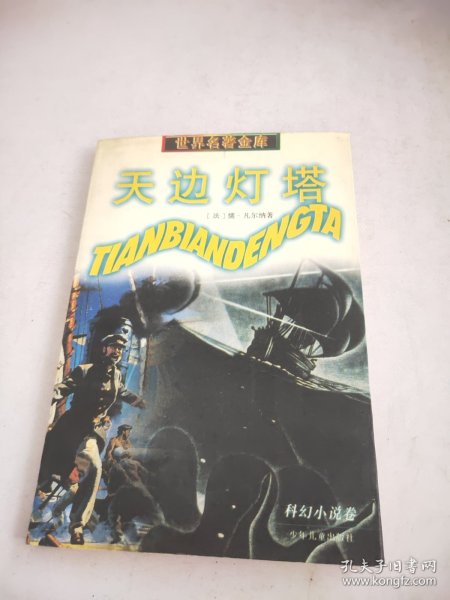 世界名著金库
天边灯塔
〔法〕儒·凡尔纳著
TIANBIANDENGTA
科幻小说卷
少年儿童出版社
孔夫子旧书网
www.kongfz.com